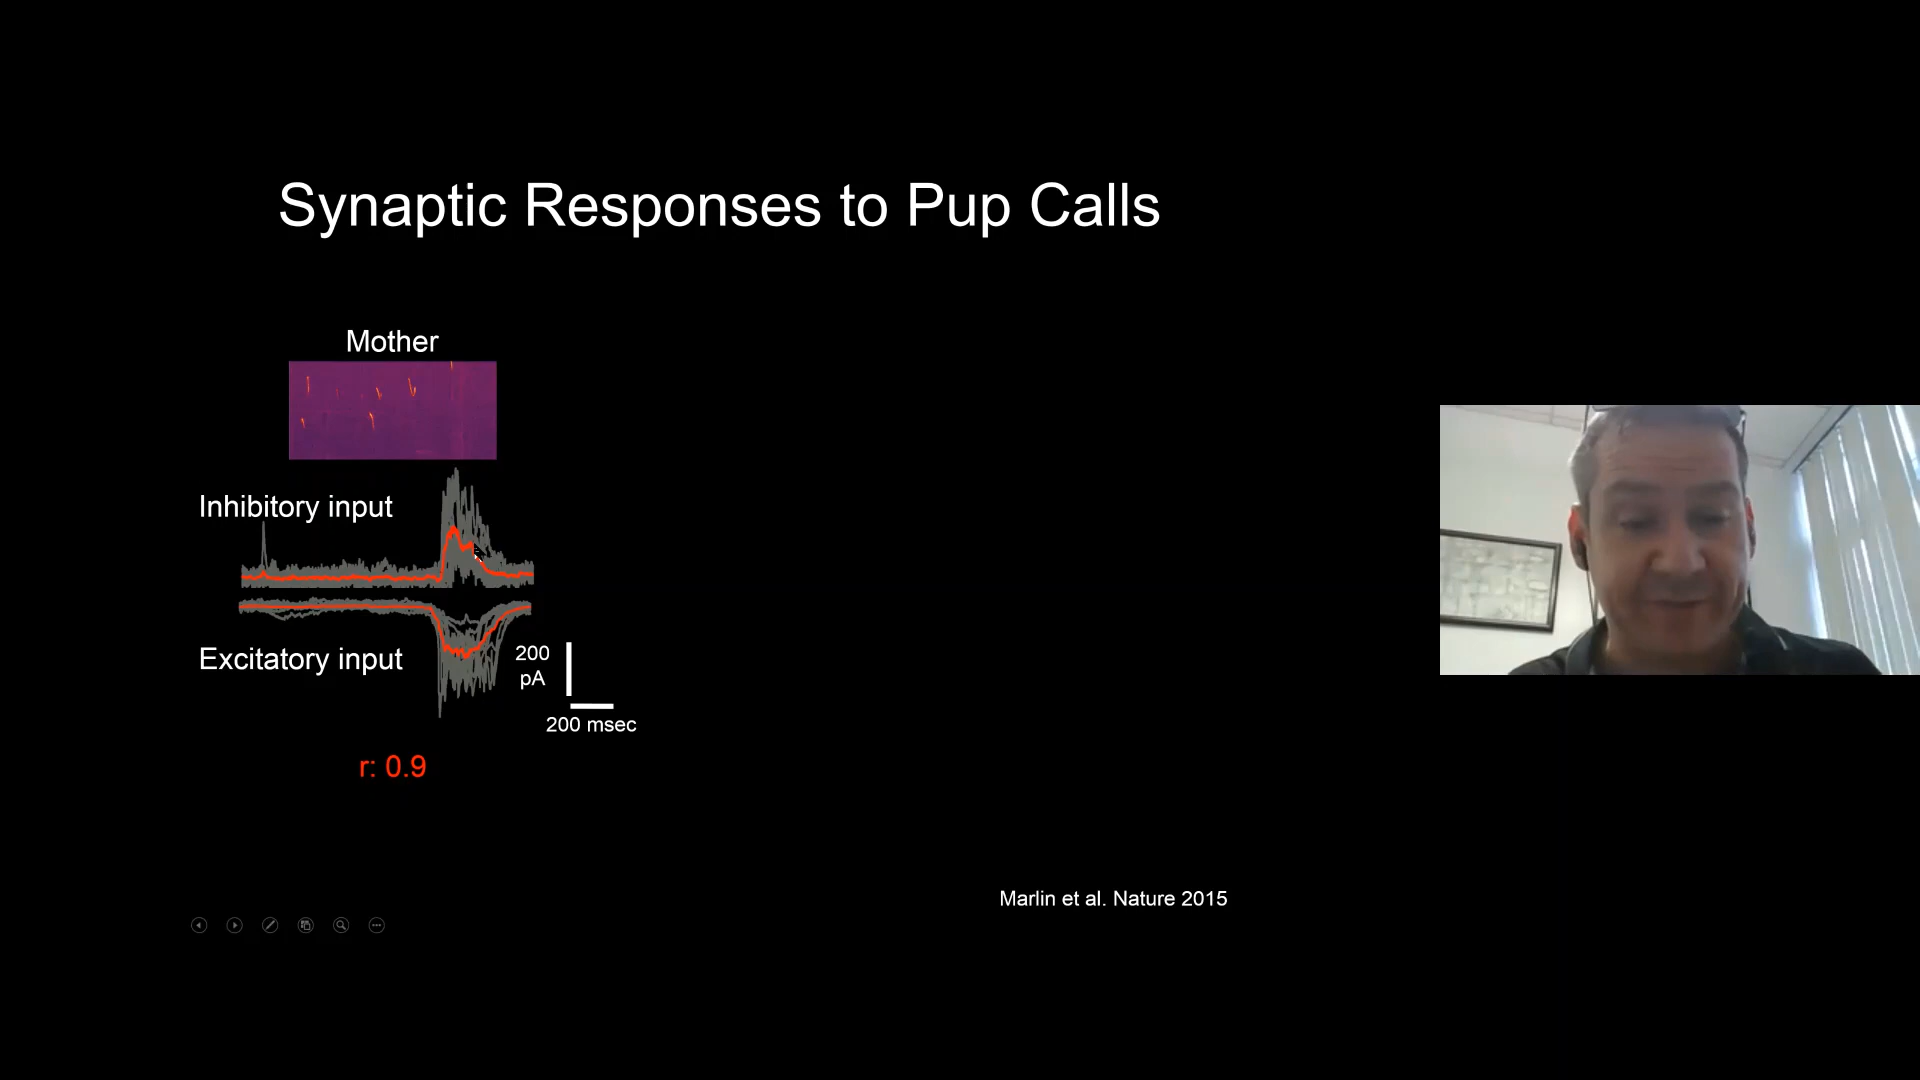 Synaptic Responses to Pup Calls
Mother
Inhibitory input
Excitatory input
200
pA
200 msec
r: 0.9
Marlin et al. Nature 2015